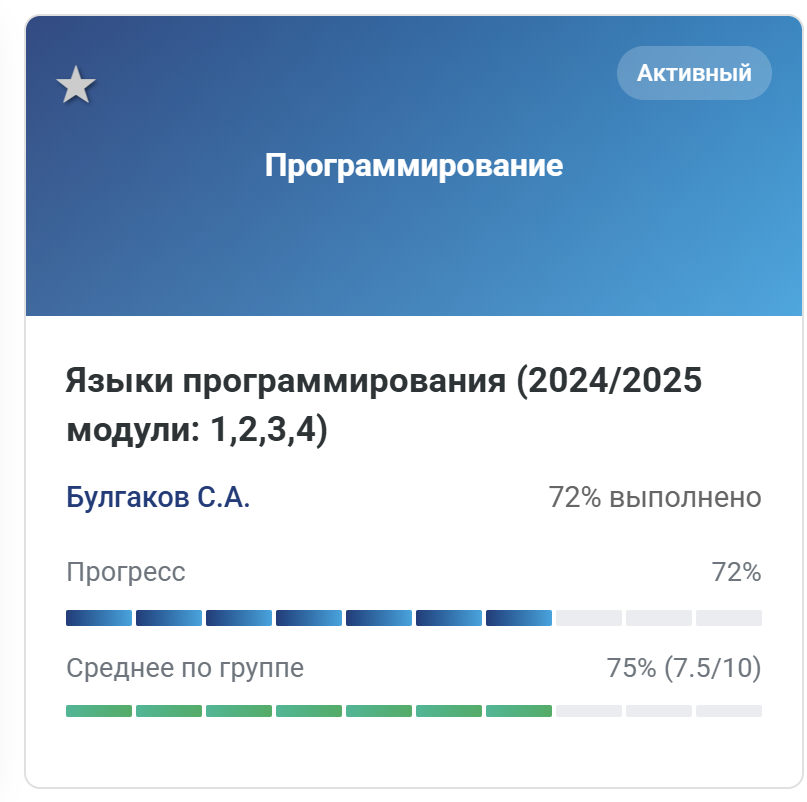 Активный
Программирование
Языки программирования (2024/2025
модули: 1,2,3,4)
Булгаков С.А.
72% выполнено
Прогресс
72%
Среднее по группе
75% (7.5/10)